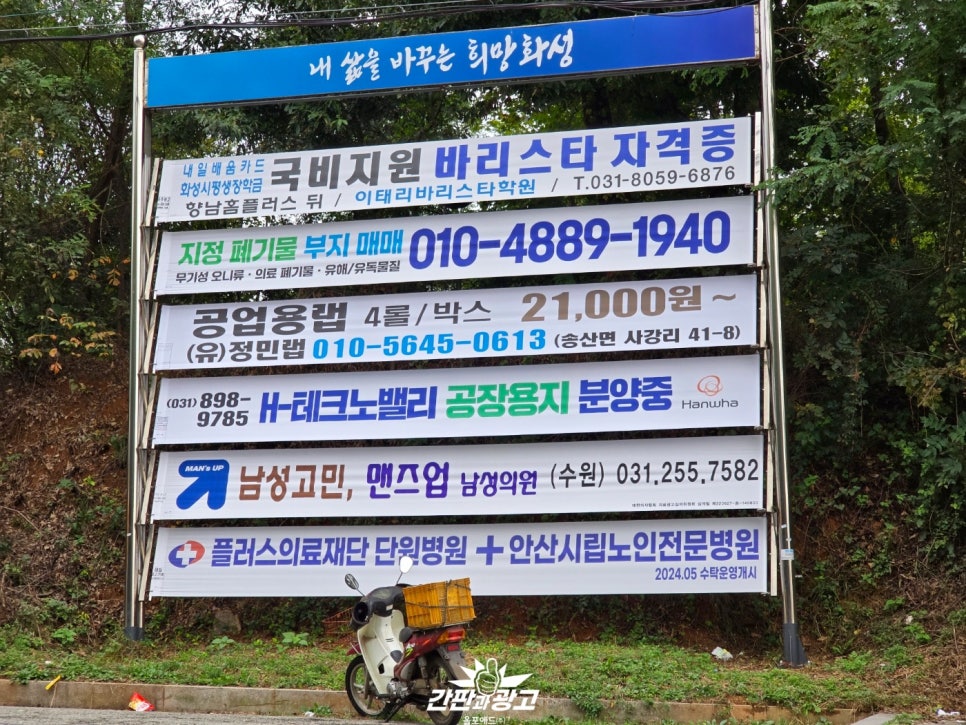 내 삶을 바꾸는 희망화성
내일배움카드
화성시평생장학금
국비지원 바리스타 자격증
향남홈플러스 뒤 / 이태리바리스타학원 / T.031-8059-6876
지정 폐기물 부지 매매 010-4889-1940
무기성 오니류·의료 폐기물·유해/유독물질
공업용랩 4롤/박스 21,000원~
(유)정민랩 010-5645-0613 (송산면 사강리 41-8)
(031) 898-9785 H-테크노밸리 공장용지 분양중
Hanwha
MAN's UP
남성고민, 맨즈업 남성의원 (수원) 031.255.7582
플러스의료재단 단원병원 + 안산시립노인전문병원
2024.05 수탁운영개시
간판과광고
올포애드(주)